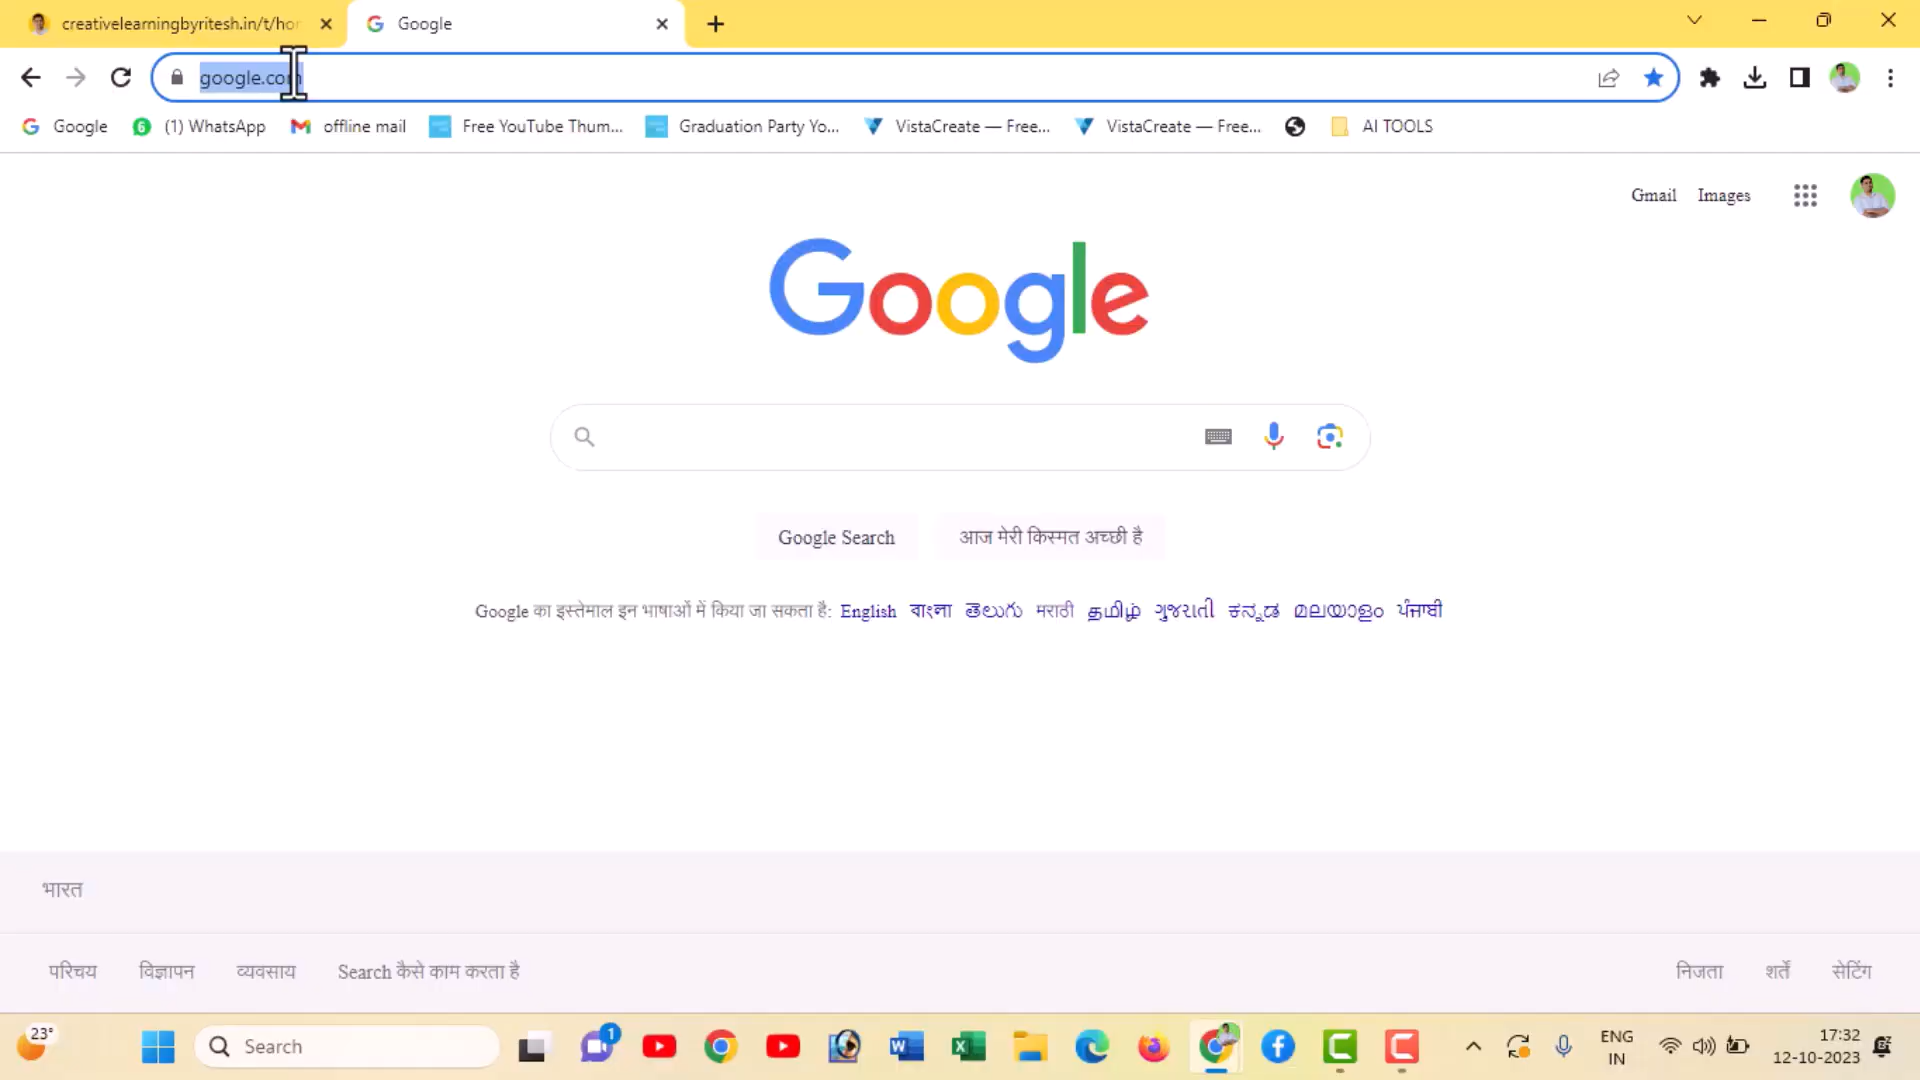 creativelearningbyritesh.in/t/hor
Google
google.com
Google
(1) WhatsApp
offline mail
Free YouTube Thum...
Graduation Party Yo...
VistaCreate — Free...
VistaCreate — Free...
AI TOOLS
Gmail
Images
Google
Google Search
आज मेरी किस्मत अच्छी है
Google का इस्तेमाल इन भाषाओं में किया जा सकता है: English বাংলা తెలుగు मराठी தமிழ் ગુજરાતી ಕನ್ನಡ മലയാളം ਪੰਜਾਬੀ
भारत
परिचय
विज्ञापन
व्यवसाय
Search कैसे काम करता है
निजता
शर्तें
सेटिंग
23°
Search
1
ENG
IN
17:32
12-10-2023